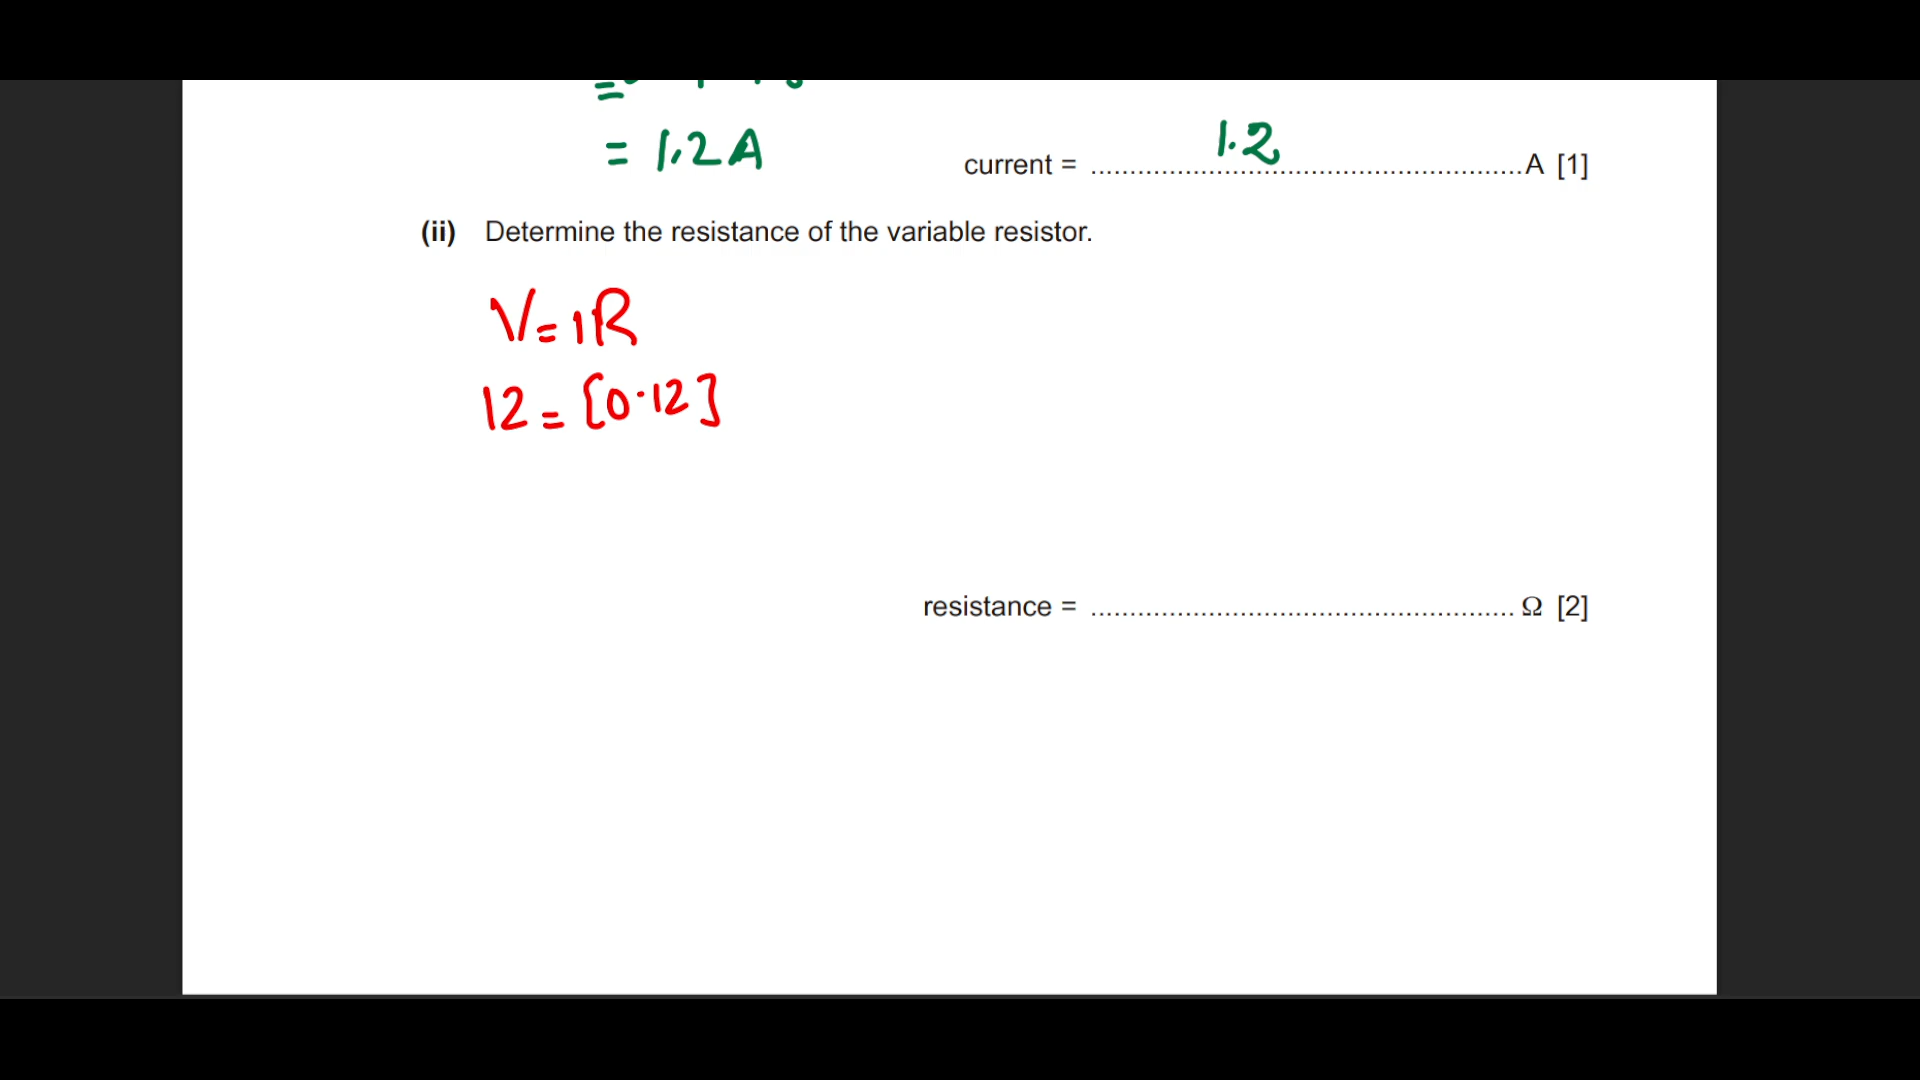 = 1.2 A
current = 1.2 A [1]
(ii) Determine the resistance of the variable resistor.
V = IR
12 = [0.12]
resistance = .................................................... Ω [2]